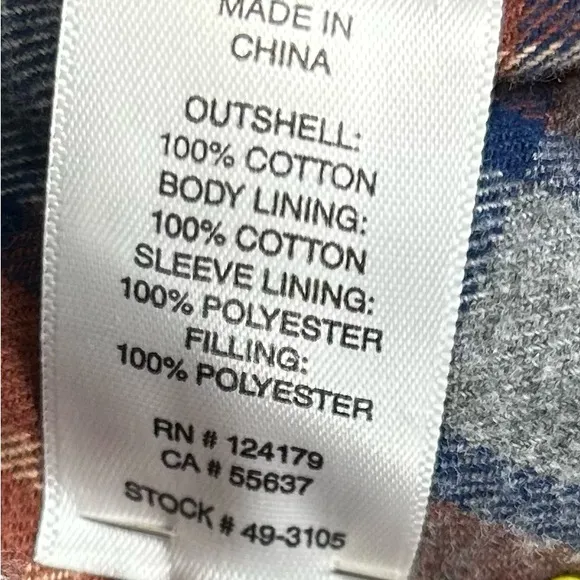 MADE IN
CHINA
OUTSHELL:
100% COTTON
BODY LINING:
100% COTTON
SLEEVE LINING:
100% POLYESTER
FILLING:
100% POLYESTER
RN # 124179
CA # 55637
STOCK # 49-3105